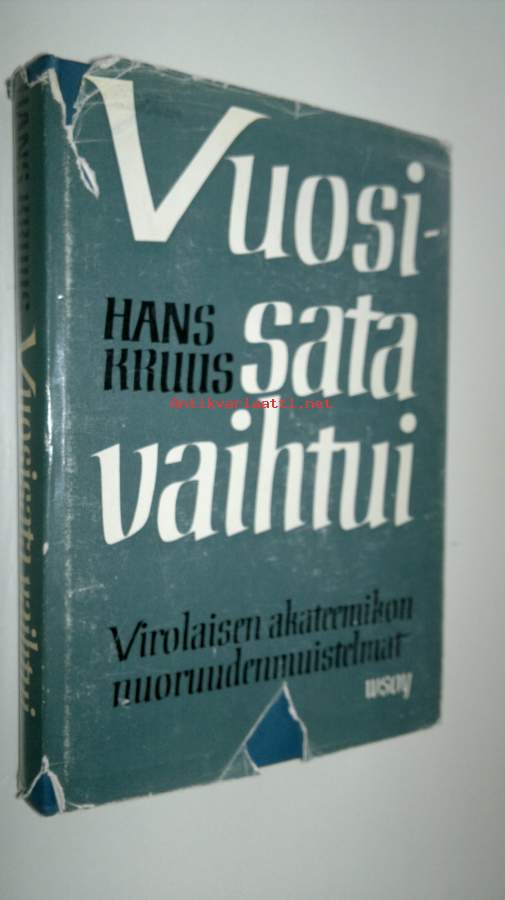 Vuosi-
sata
vaihtui
HANS
KRUUS
Antikvariaatti.net
Virolaisen akateemikon
nuoruudenmuistelmat
WSOY
HANS KRUUS Vuosisata vaihtui